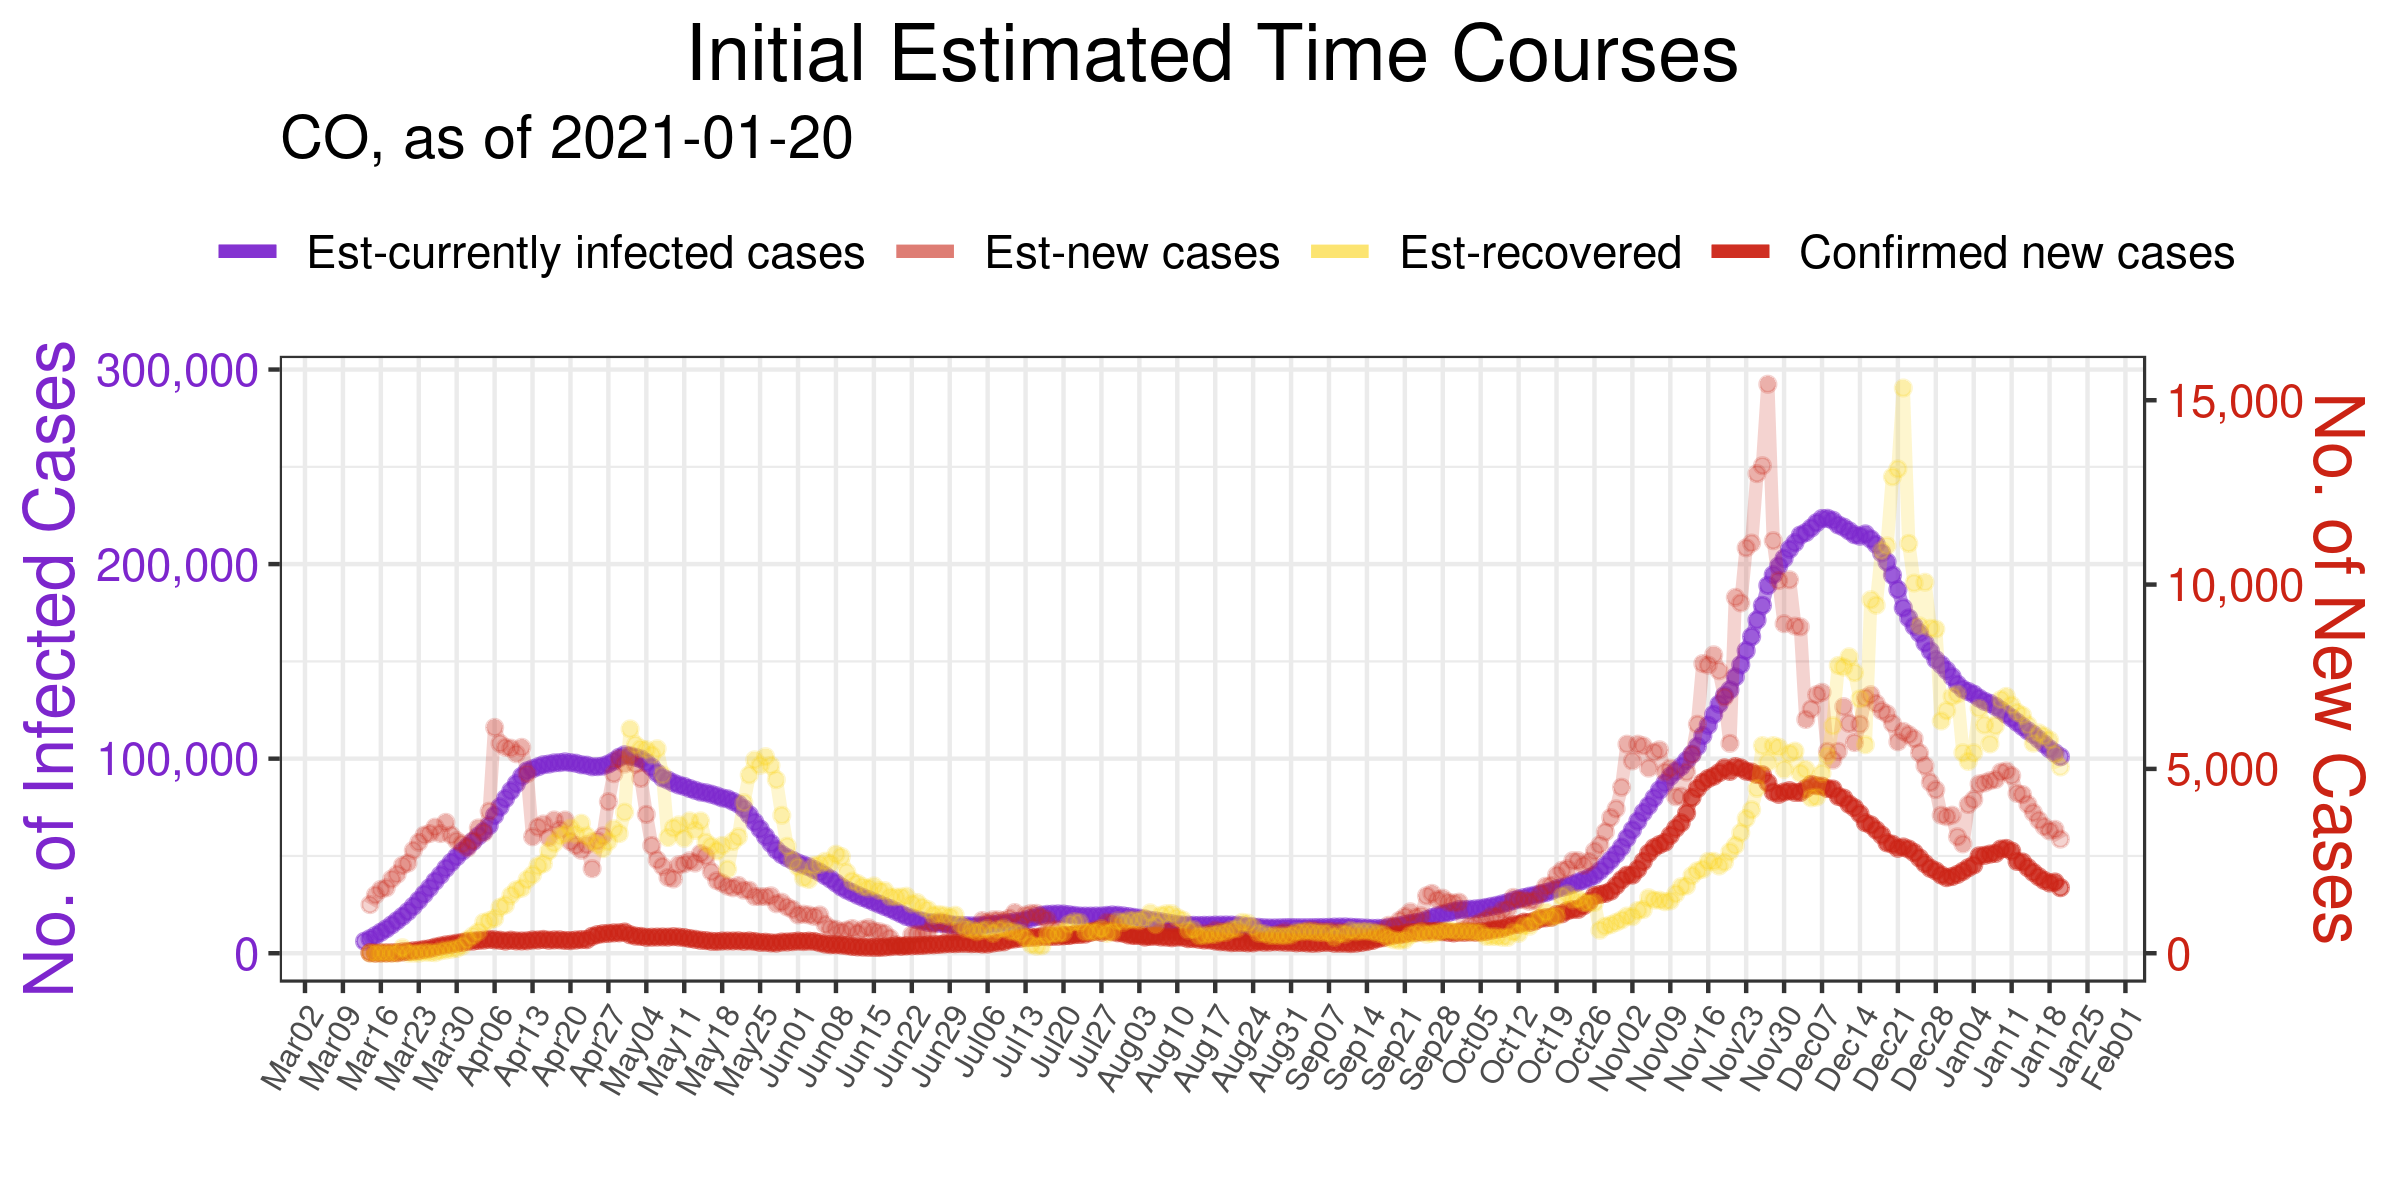 Initial Estimated Time Courses
CO, as of 2021-01-20
Est-currently infected cases Est-new cases Est-recovered Confirmed new cases
No. of Infected Cases
300,000
200,000
100,000
0
15,000
10,000
5,000
0
No. of New Cases
Mar02 Mar09 Mar16 Mar23 Mar30 Apr06 Apr13 Apr20 Apr27 May04 May11 May18 May25 Jun01 Jun08 Jun15 Jun22 Jun29 Jul06 Jul13 Jul20 Jul27 Aug03 Aug10 Aug17 Aug24 Aug31 Sep07 Sep14 Sep21 Sep28 Oct05 Oct12 Oct19 Oct26 Nov02 Nov09 Nov16 Nov23 Nov30 Dec07 Dec14 Dec21 Dec28 Jan04 Jan11 Jan18 Jan25 Feb01